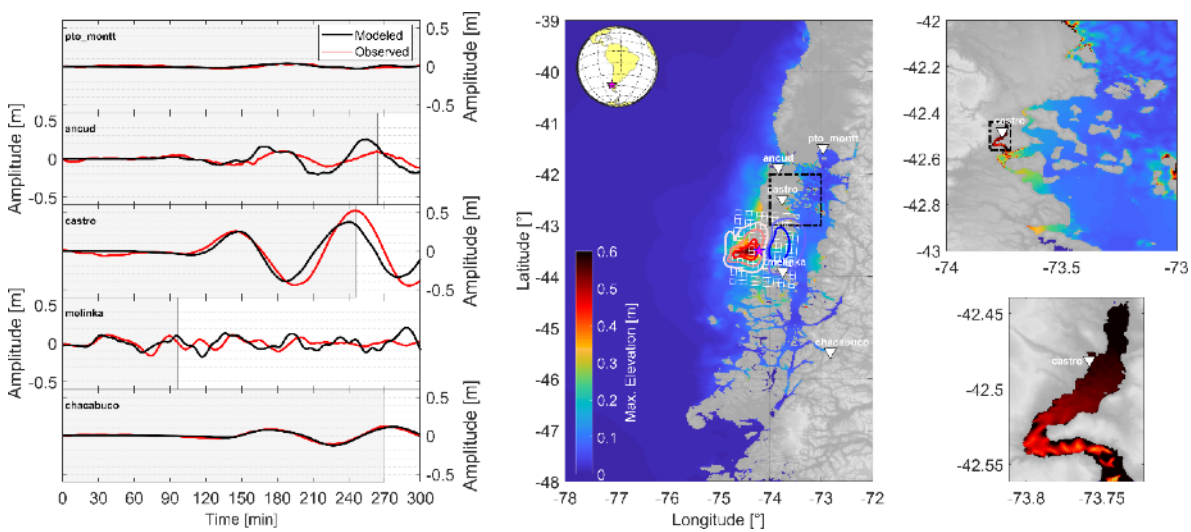 pto_montt
Modeled
Observed
0.5
0
-0.5
Amplitude [m]
ancud
0.5
0
-0.5
Amplitude [m]
castro
0.5
0
-0.5
Amplitude [m]
melinka
0.5
0
-0.5
Amplitude [m]
chacabuco
0.5
0
-0.5
Amplitude [m]
0 30 60 90 120 150 180 210 240 270 300
Time [min]
-39
-40
-41
-42
-43
-44
-45
-46
-47
-48
Latitude [°]
pto_montt
ancud
castro
melinka
chacabuco
0.6
0.5
0.4
0.3
0.2
0.1
0
Max. Elevation [m]
-78 -77 -76 -75 -74 -73 -72
Longitude [°]
-42
-42.2
-42.4
-42.6
-42.8
-43
castro
-74 -73.5 -73
-42.45
-42.5
-42.55
castro
-73.8 -73.75